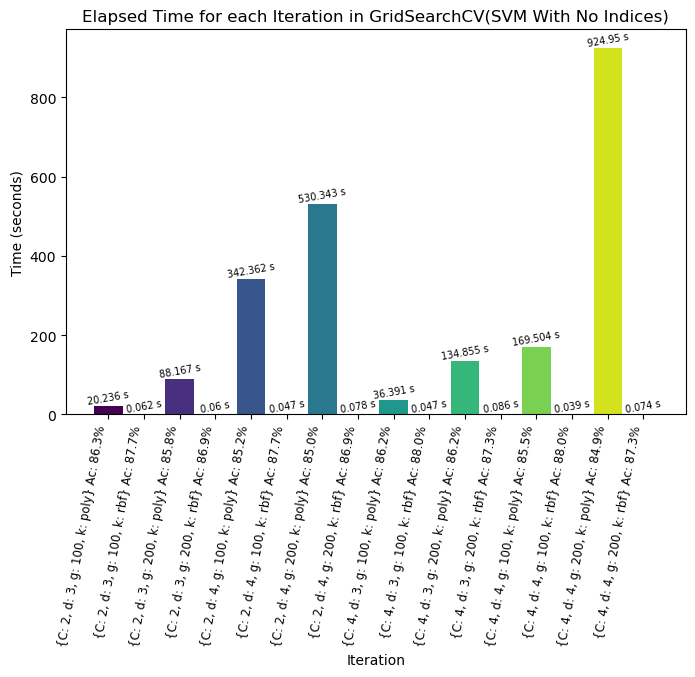 Elapsed Time for each Iteration in GridSearchCV(SVM With No Indices)
Time (seconds)
800
600
400
200
0
20.236 s
0.062 s
88.167 s
0.06 s
342.362 s
0.047 s
530.343 s
0.078 s
36.391 s
0.047 s
134.855 s
0.086 s
169.504 s
0.039 s
924.95 s
0.074 s
{C: 2, d: 3, g: 100, k: poly} Ac: 86.3%
{C: 2, d: 3, g: 100, k: rbf} Ac: 87.7%
{C: 2, d: 3, g: 200, k: poly} Ac: 85.8%
{C: 2, d: 3, g: 200, k: rbf} Ac: 86.9%
{C: 2, d: 4, g: 100, k: poly} Ac: 85.2%
{C: 2, d: 4, g: 100, k: rbf} Ac: 87.7%
{C: 2, d: 4, g: 200, k: poly} Ac: 85.0%
{C: 2, d: 4, g: 200, k: rbf} Ac: 86.9%
{C: 4, d: 3, g: 100, k: poly} Ac: 86.2%
{C: 4, d: 3, g: 100, k: rbf} Ac: 88.0%
{C: 4, d: 3, g: 200, k: poly} Ac: 86.2%
{C: 4, d: 3, g: 200, k: rbf} Ac: 87.3%
{C: 4, d: 4, g: 100, k: poly} Ac: 85.5%
{C: 4, d: 4, g: 100, k: rbf} Ac: 88.0%
{C: 4, d: 4, g: 200, k: poly} Ac: 84.9%
{C: 4, d: 4, g: 200, k: rbf} Ac: 87.3%
Iteration